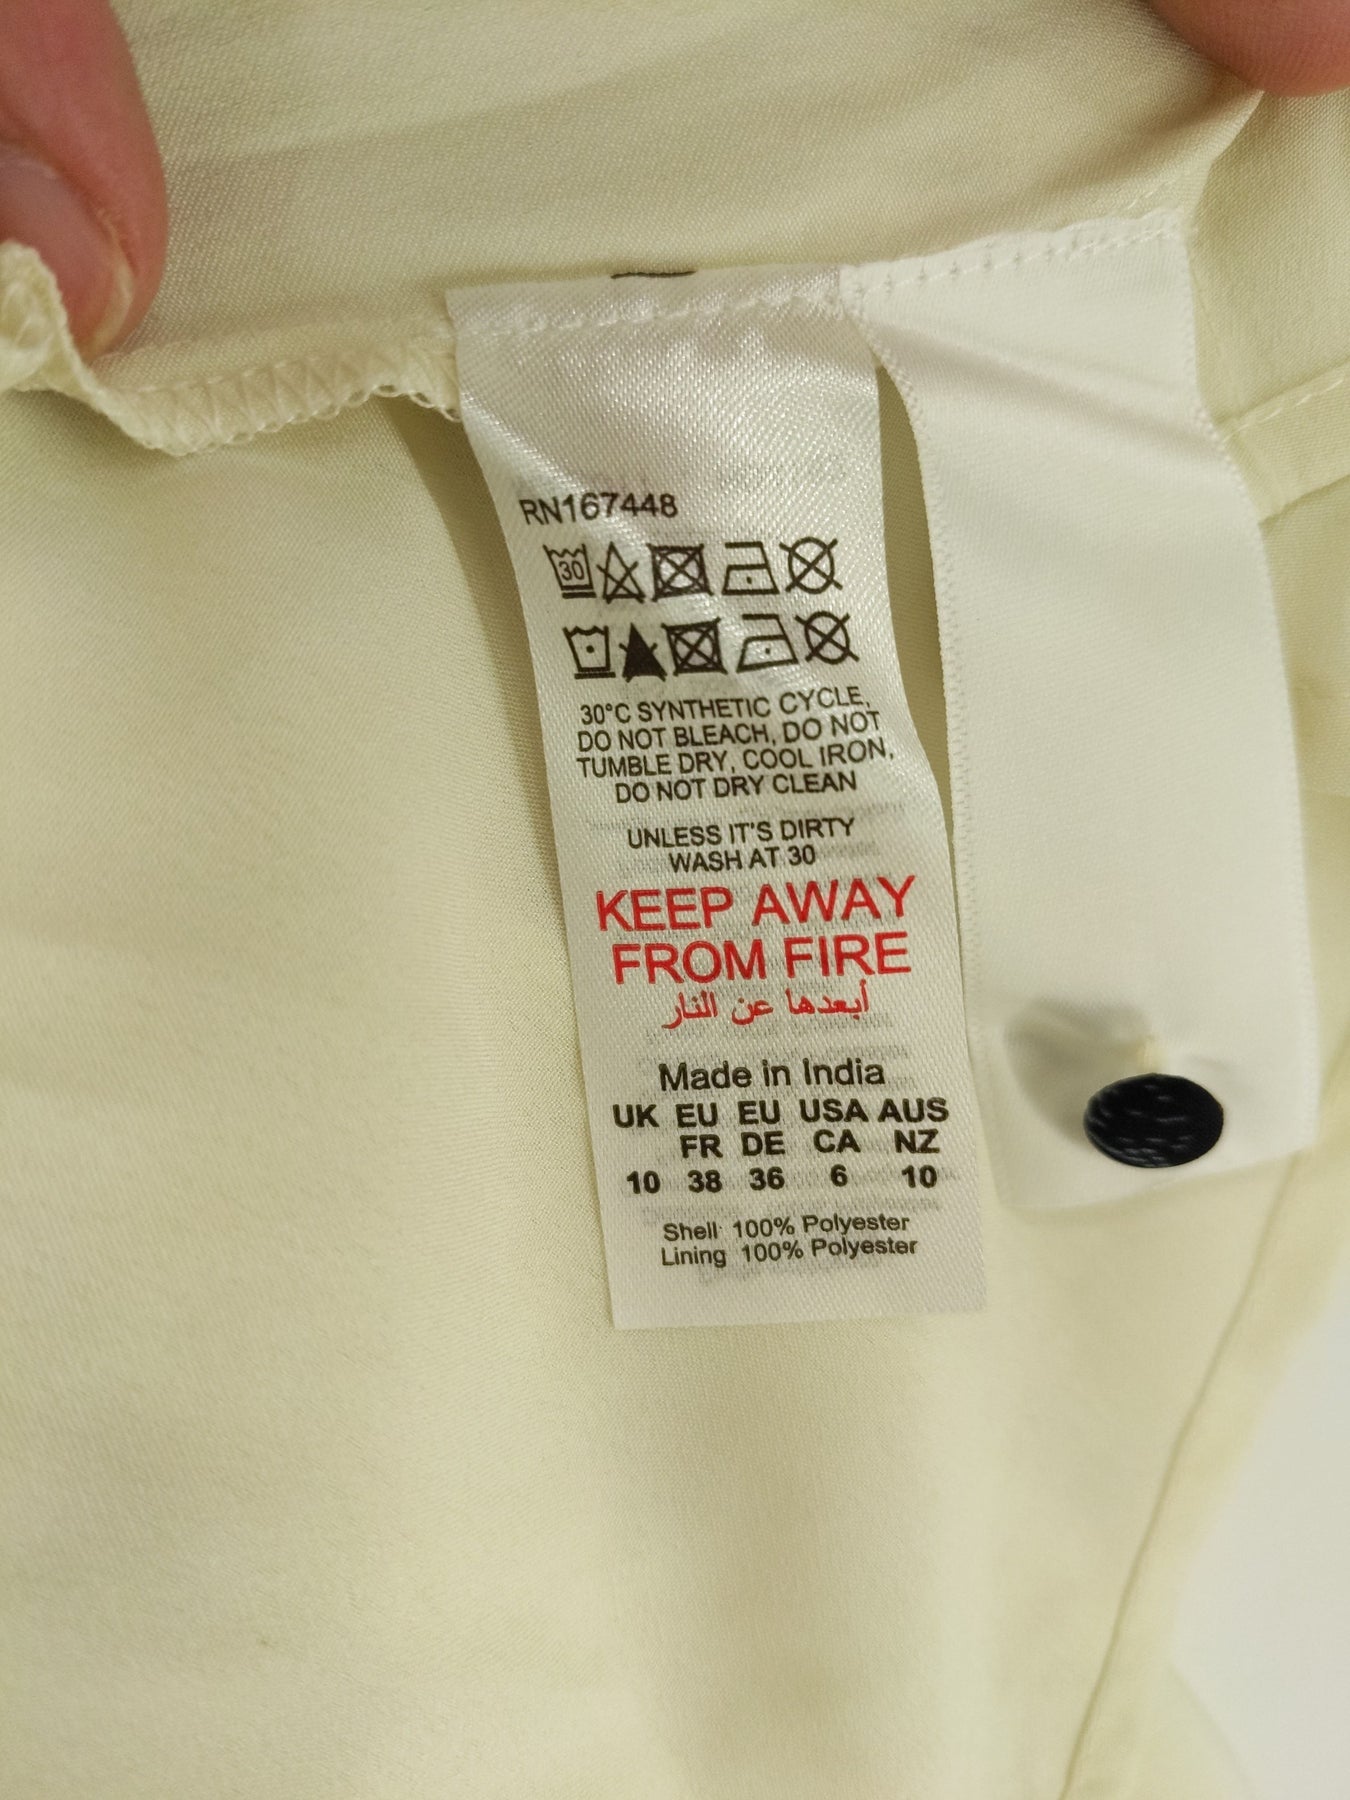 RN167448
30
30°C SYNTHETIC CYCLE,
DO NOT BLEACH, DO NOT
TUMBLE DRY, COOL IRON,
DO NOT DRY CLEAN
UNLESS IT'S DIRTY
WASH AT 30
KEEP AWAY
FROM FIRE
أبعدها عن النار
Made in India
UK EU EU USA AUS
FR DE CA NZ
10 38 36 6 10
Shell 100% Polyester
Lining 100% Polyester